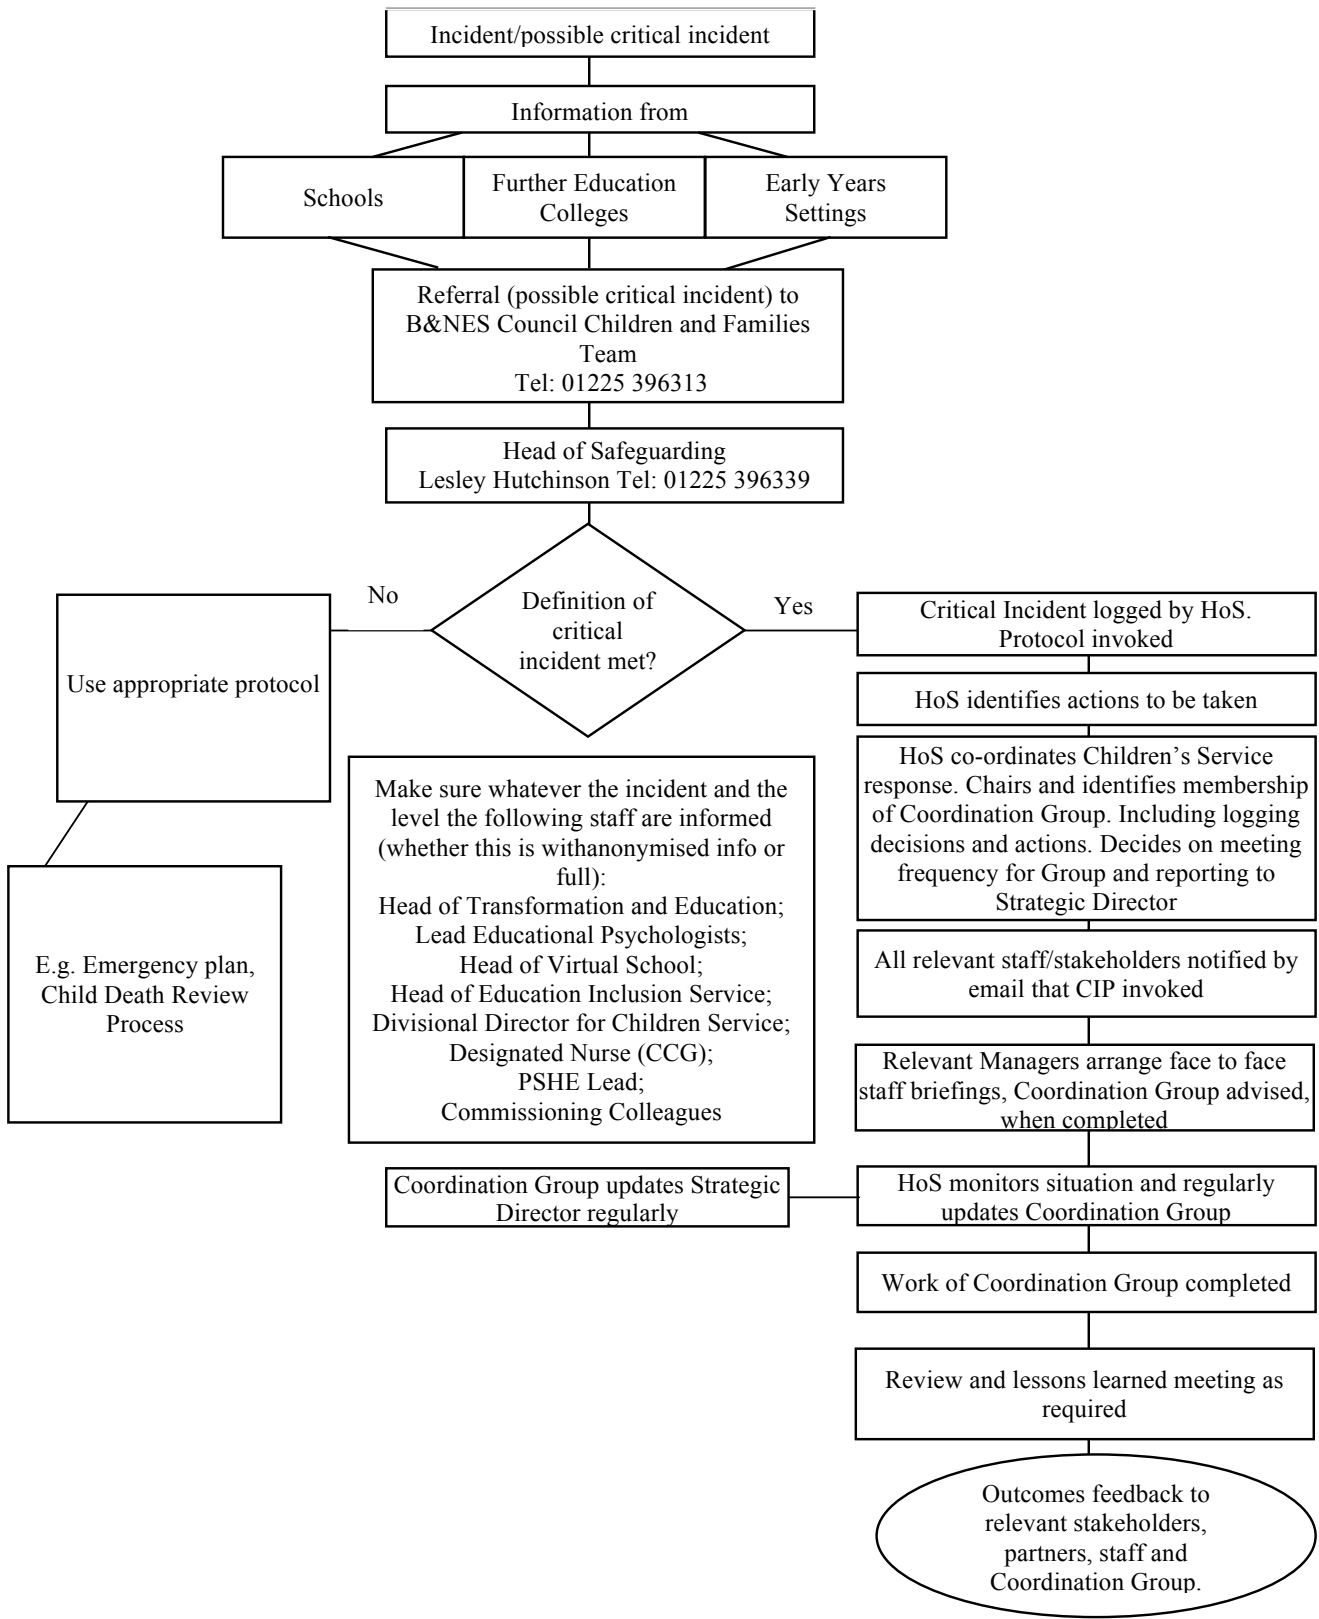 Incident/possible critical incident
Information from
Schools
Further Education
Colleges
Early Years
Settings
Referral (possible critical incident) to
B&NES Council Children and Families
Team
Tel: 01225 396313
Head of Safeguarding
Lesley Hutchinson Tel: 01225 396339
Definition of
critical
incident met?
No
Yes
Use appropriate protocol
E.g. Emergency plan,
Child Death Review
Process
Make sure whatever the incident and the
level the following staff are informed
(whether this is withanonymised info or
full):
Head of Transformation and Education;
Lead Educational Psychologists;
Head of Virtual School;
Head of Education Inclusion Service;
Divisional Director for Children Service;
Designated Nurse (CCG);
PSHE Lead;
Commissioning Colleagues
Critical Incident logged by HoS.
Protocol invoked
HoS identifies actions to be taken
HoS co-ordinates Children’s Service
response. Chairs and identifies membership
of Coordination Group. Including logging
decisions and actions. Decides on meeting
frequency for Group and reporting to
Strategic Director
All relevant staff/stakeholders notified by
email that CIP invoked
Relevant Managers arrange face to face
staff briefings, Coordination Group advised,
when completed
HoS monitors situation and regularly
updates Coordination Group
Coordination Group updates Strategic
Director regularly
Work of Coordination Group completed
Review and lessons learned meeting as
required
Outcomes feedback to
relevant stakeholders,
partners, staff and
Coordination Group.